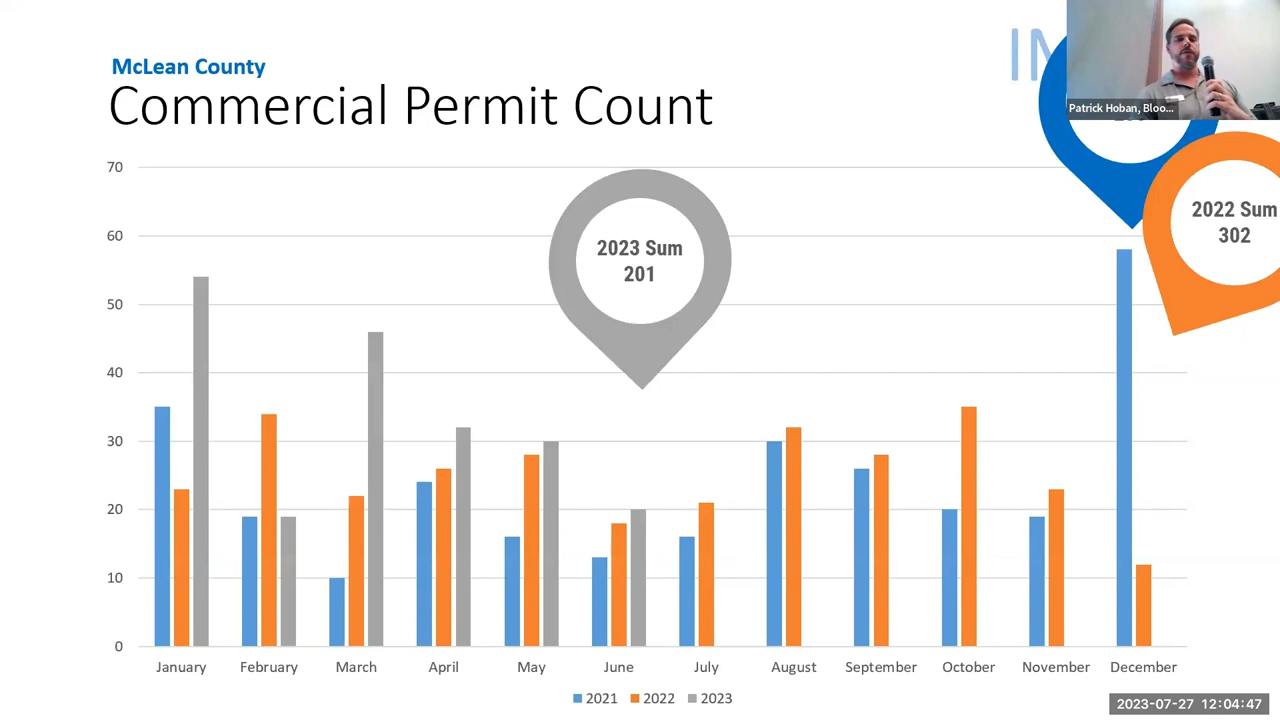 McLean County
Commercial Permit Count
Patrick Hoban, Bloo...
2022 Sum
302
2023 Sum
201
70
60
50
40
30
20
10
0
January February March April May June July August September October November December
2021 2022 2023
2023-07-27 12:04:47